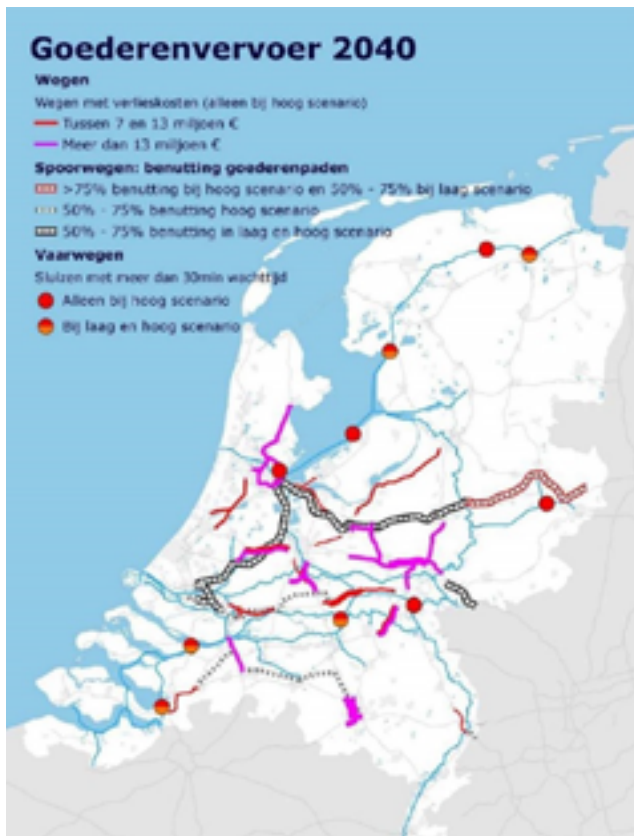 Goederenvervoer 2040
Wegen
Wegen met verlieskosten (alleen bij hoog scenario)
Tussen 7 en 13 miljoen €
Meer dan 13 miljoen €
Spoorwegen: benutting goederenpaden
>75% benutting bij hoog scenario en 50% - 75% bij laag scenario
50% - 75% benutting hoog scenario
50% - 75% benutting in laag en hoog scenario
Vaarwegen
Sluizen met meer dan 30min wachttijd
Alleen bij hoog scenario
Bij laag en hoog scenario